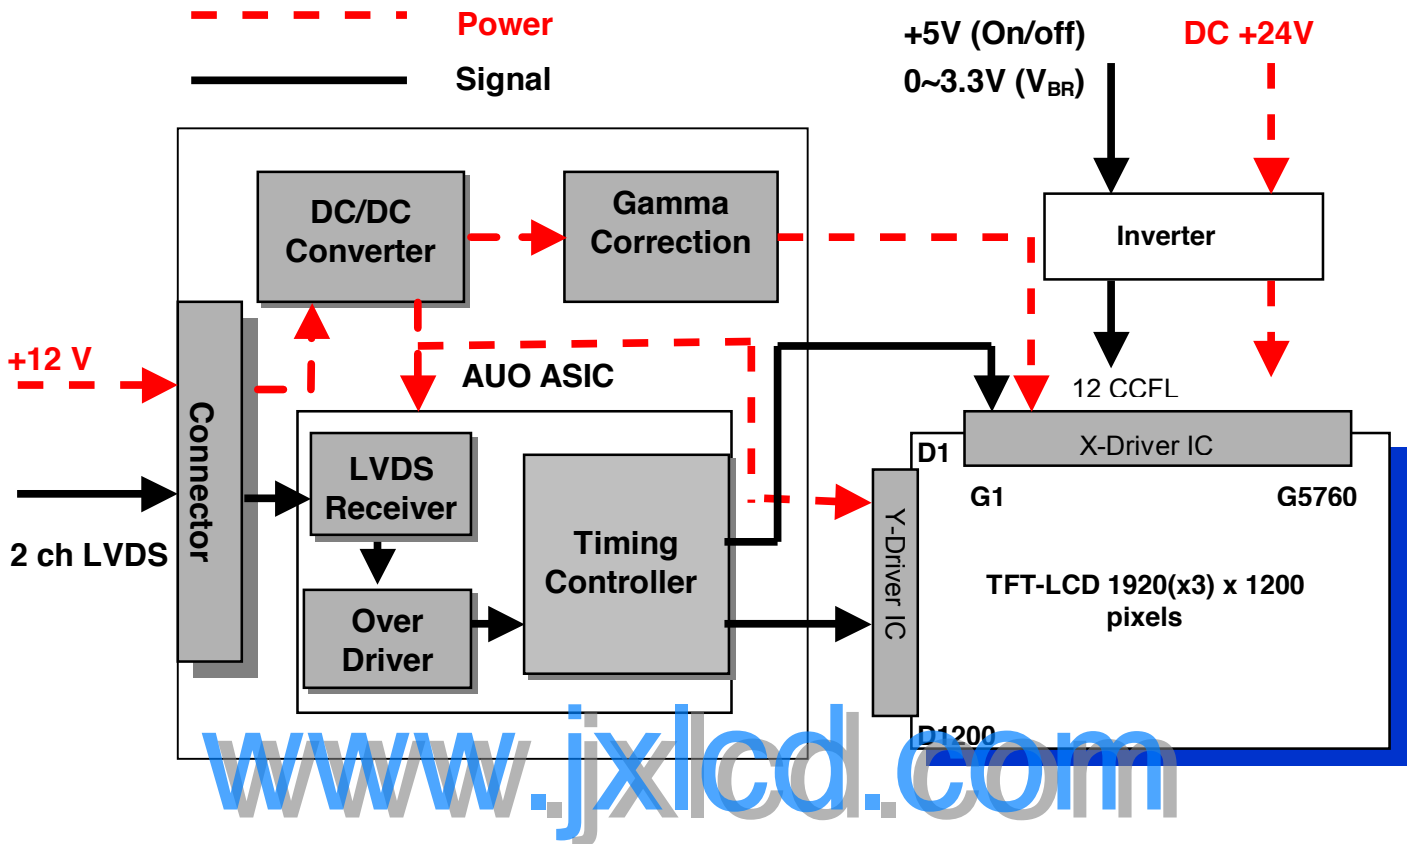 Power
Signal
+5V (On/off)
0~3.3V (VBR)
DC +24V
DC/DC
Converter
Gamma
Correction
Inverter
+12 V
AUO ASIC
12 CCFL
Connector
LVDS
Receiver
Timing
Controller
Over
Driver
2 ch LVDS
X-Driver IC
D1
G1
G5760
Y-Driver IC
TFT-LCD 1920(x3) x 1200
pixels
D1200
www.jxlcd.com